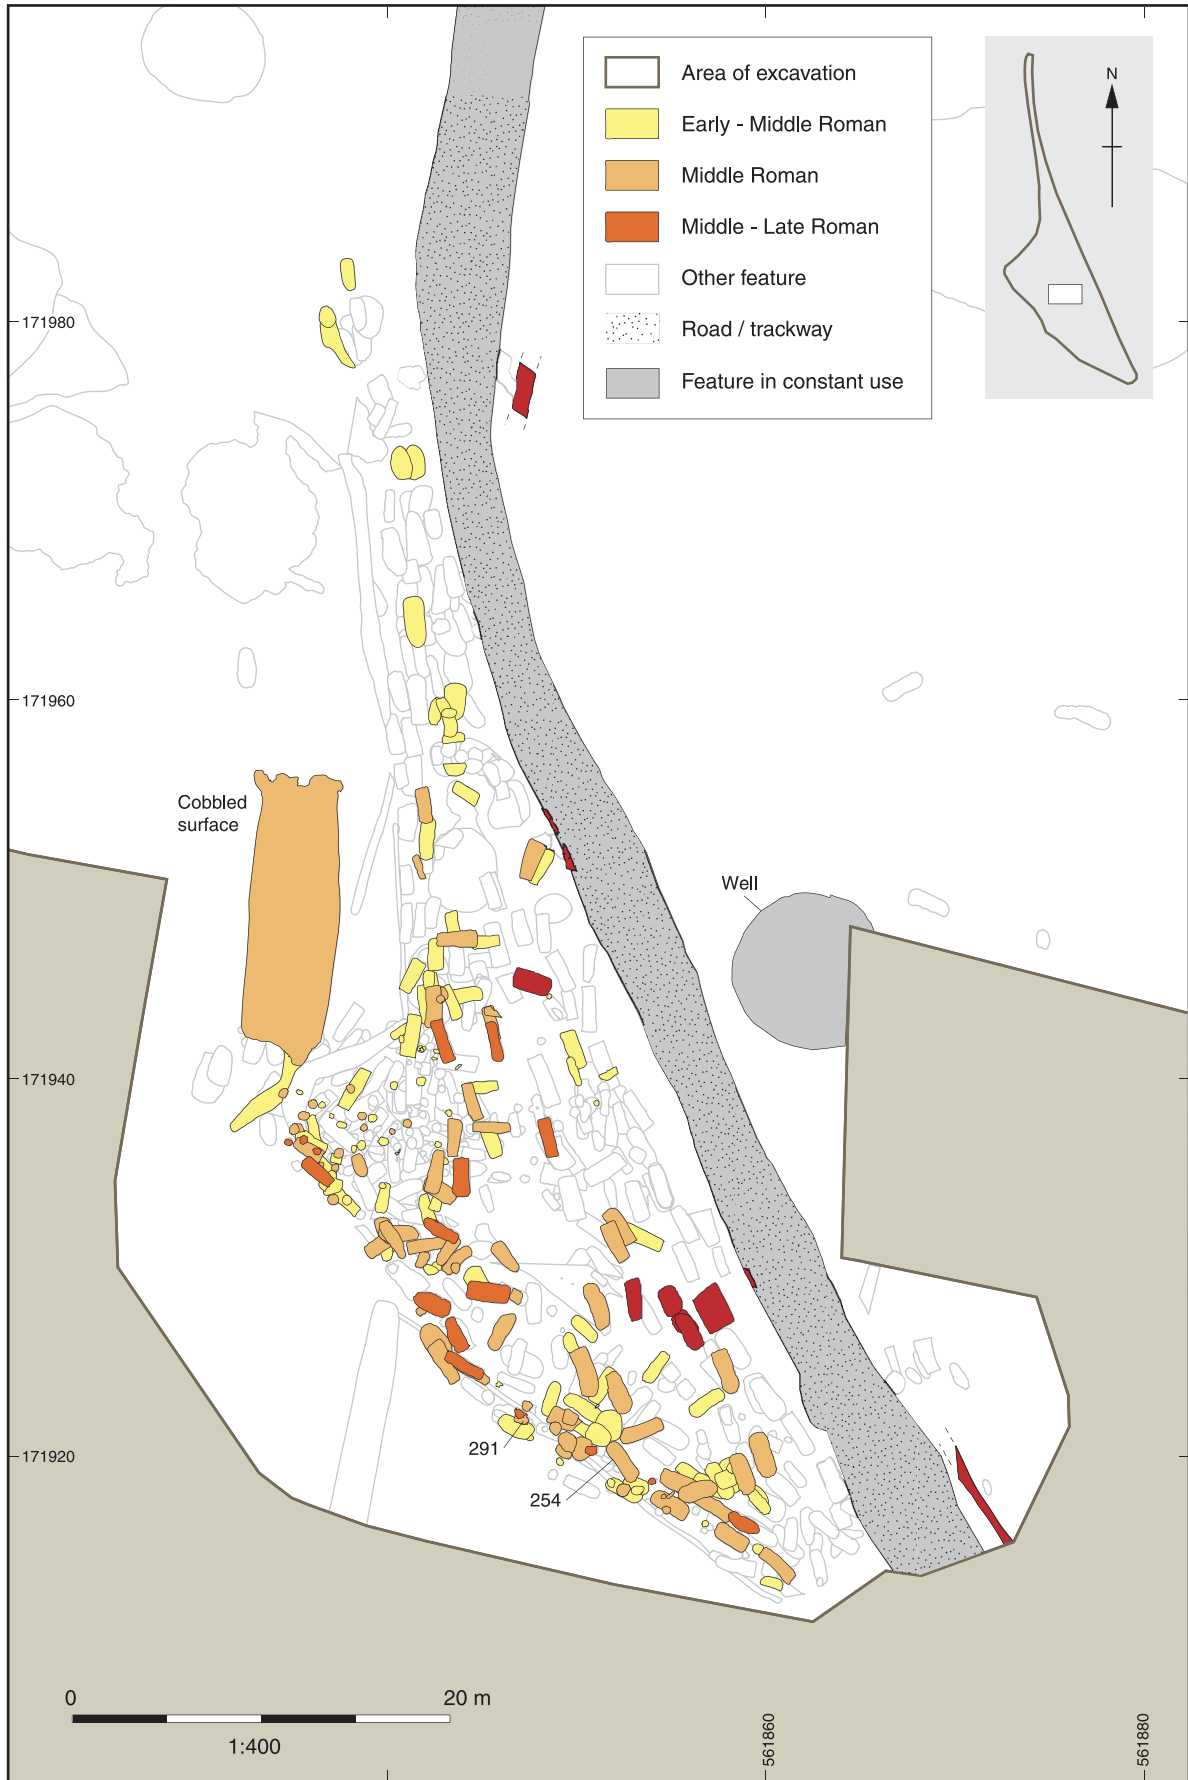 Area of excavation
Early - Middle Roman
Middle Roman
Middle - Late Roman
Other feature
Road / trackway
Feature in constant use
N
171980
171960
Cobbled
surface
Well
171940
291
171920
254
0
20 m
1:400
561860
561880